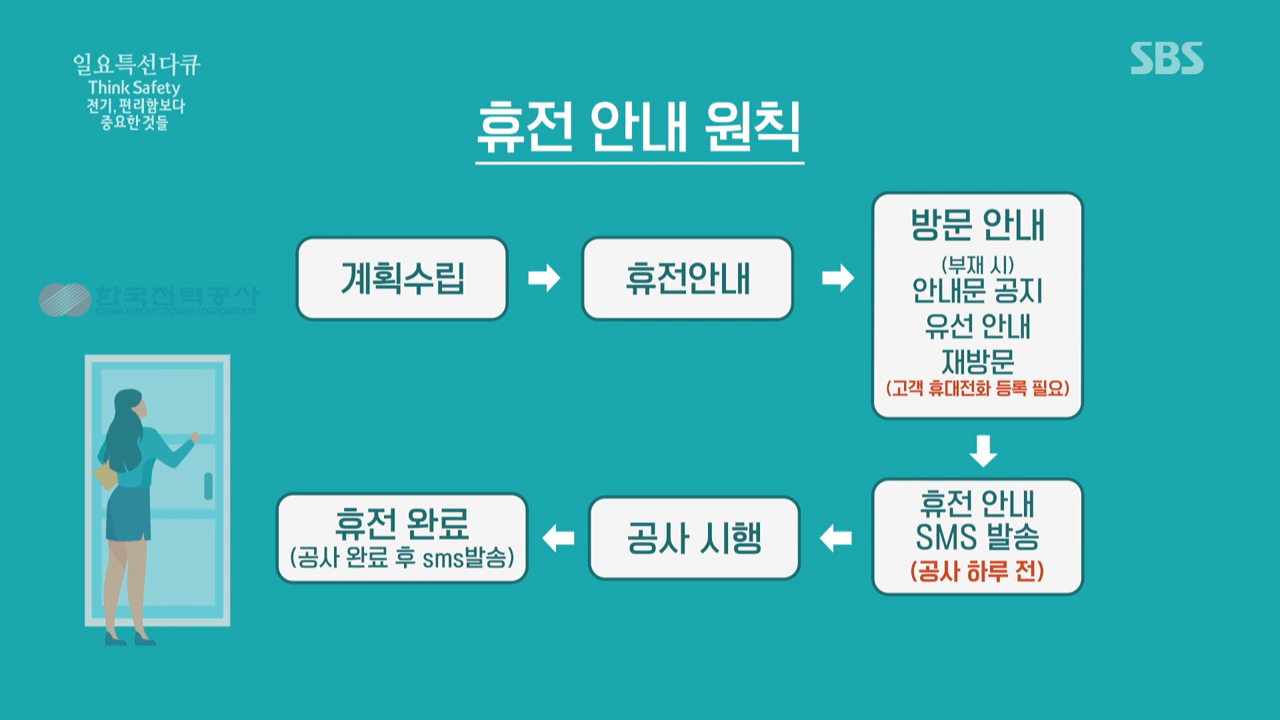 일요특선다큐
Think Safety
전기, 편리함보다
중요한 것들
SBS
휴전 안내 원칙
계획수립
휴전안내
방문 안내
(부재 시)
안내문 공지
유선 안내
재방문
(고객 휴대전화 등록 필요)
한국전력공사
KOREA ELECTRIC POWER CORPORATION
휴전 안내
SMS 발송
(공사 하루 전)
공사 시행
휴전 완료
(공사 완료 후 sms발송)